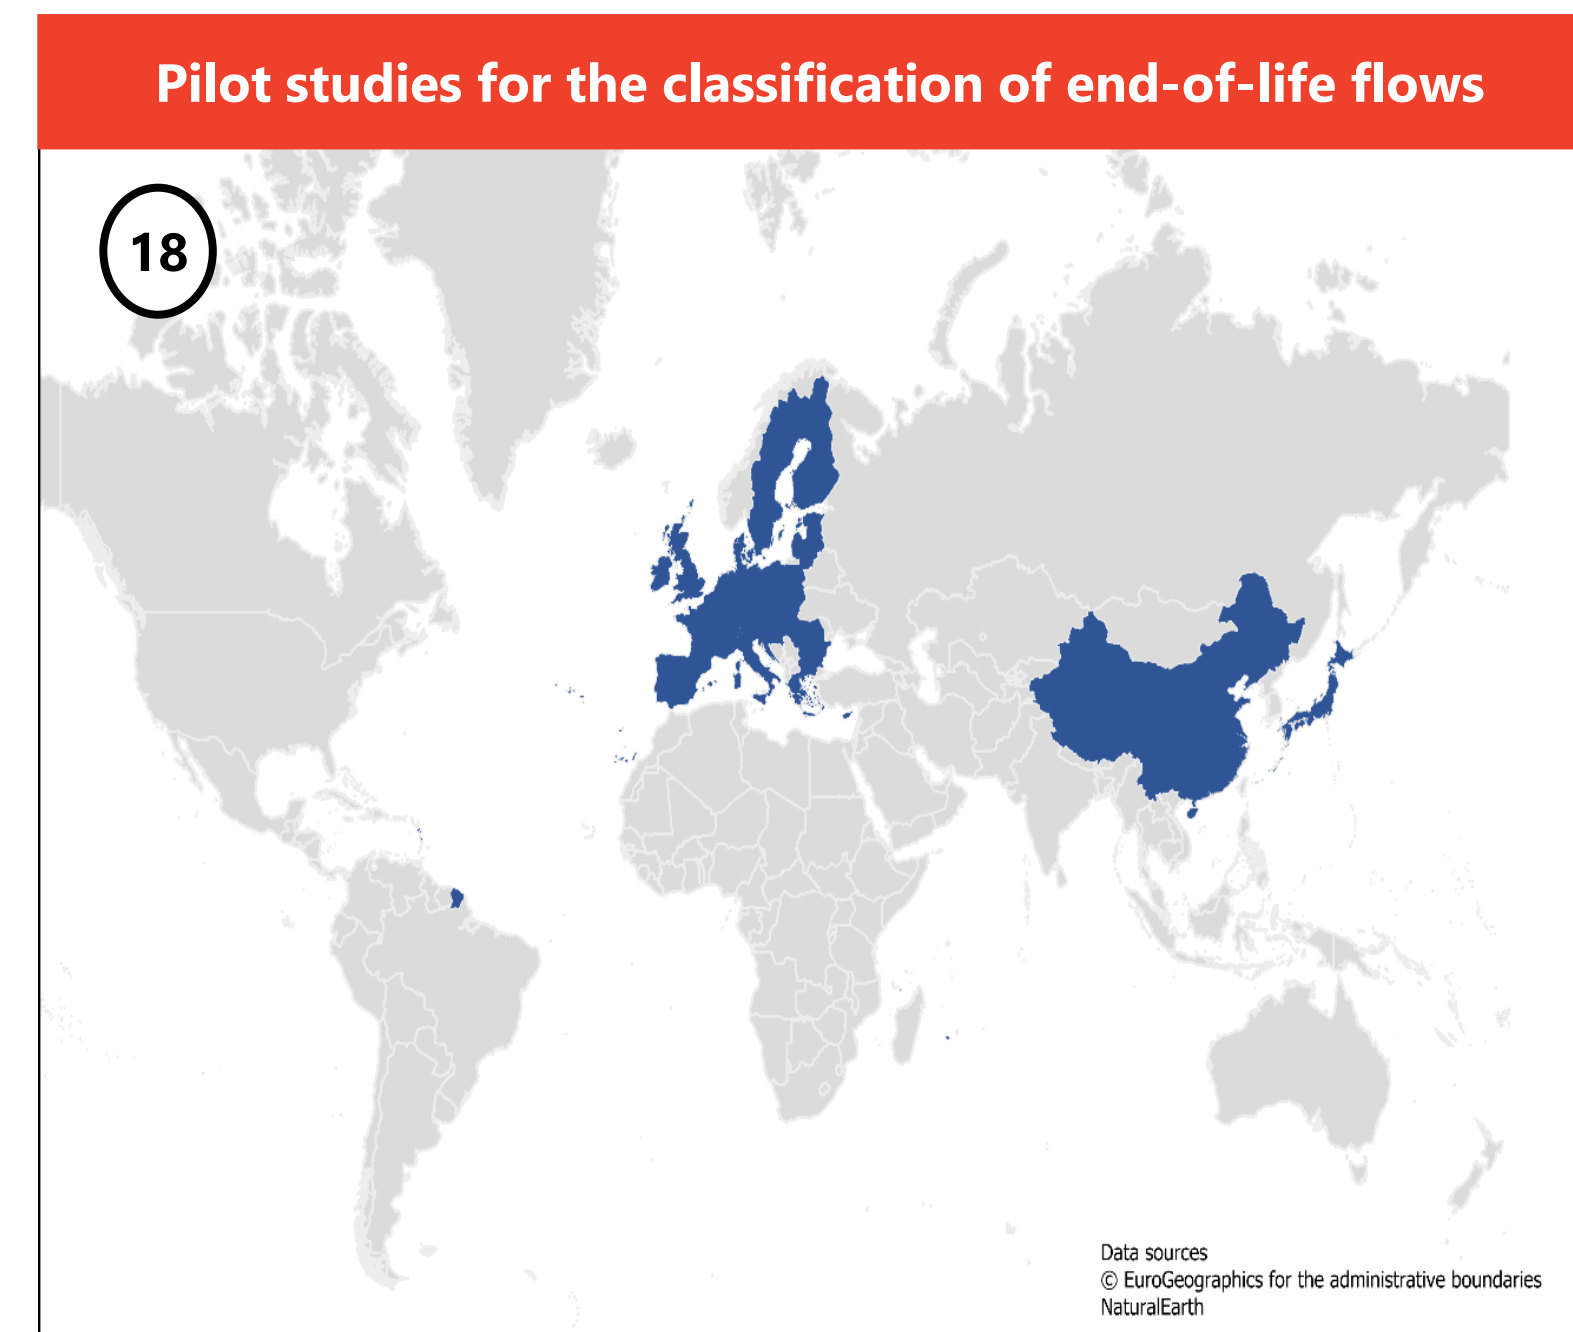 Pilot studies for the classification of end-of-life flows
18
Data sources
© EuroGeographics for the administrative boundaries
NaturalEarth